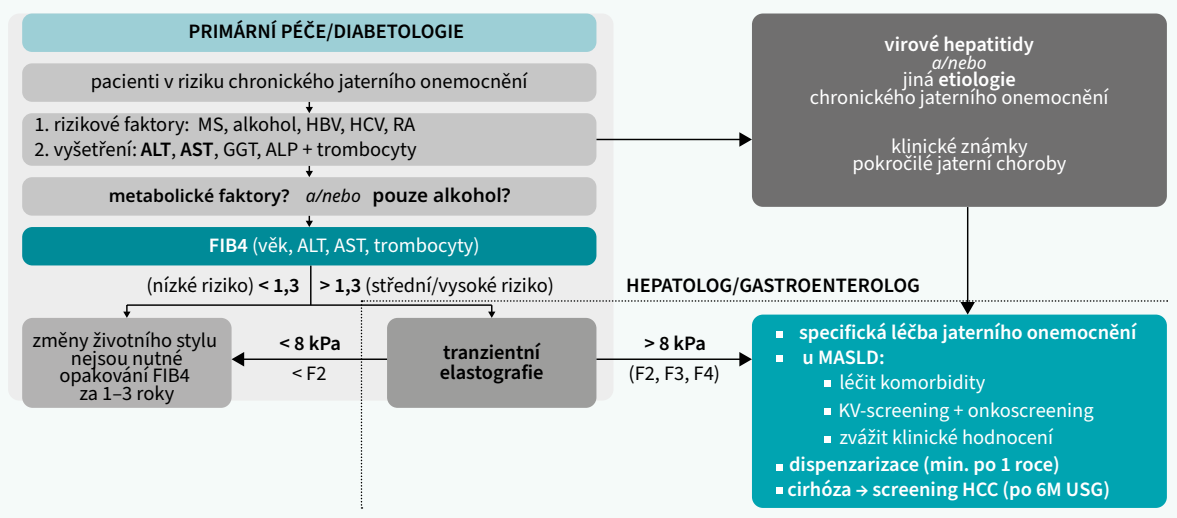 PRIMÁRNÍ PÉČE/DIABETOLOGIE
pacienti v riziku chronického jaterního onemocnění
1. rizikové faktory: MS, alkohol, HBV, HCV, RA
2. vyšetření: ALT, AST, GGT, ALP + trombocyty
metabolické faktory? a/nebo pouze alkohol?
FIB4 (věk, ALT, AST, trombocyty)
(nízké riziko) < 1,3 > 1,3 (střední/vysoké riziko)
změny životního stylu
nejsou nutné
opakování FIB4
za 1–3 roky
< 8 kPa
< F2
tranzientní
elastografie
> 8 kPa
(F2, F3, F4)
virové hepatitidy
a/nebo
jiná etiologie
chronického jaterního onemocnění
klinické známky
pokročilé jaterní choroby
HEPATOLOG/GASTROENTEROLOG
▪ specifická léčba jaterního onemocnění
▪ u MASLD:
▪ léčit komorbidity
▪ KV-screening + onkoscreening
▪ zvážit klinické hodnocení
▪ dispenzarizace (min. po 1 roce)
▪ cirhóza → screening HCC (po 6M USG)